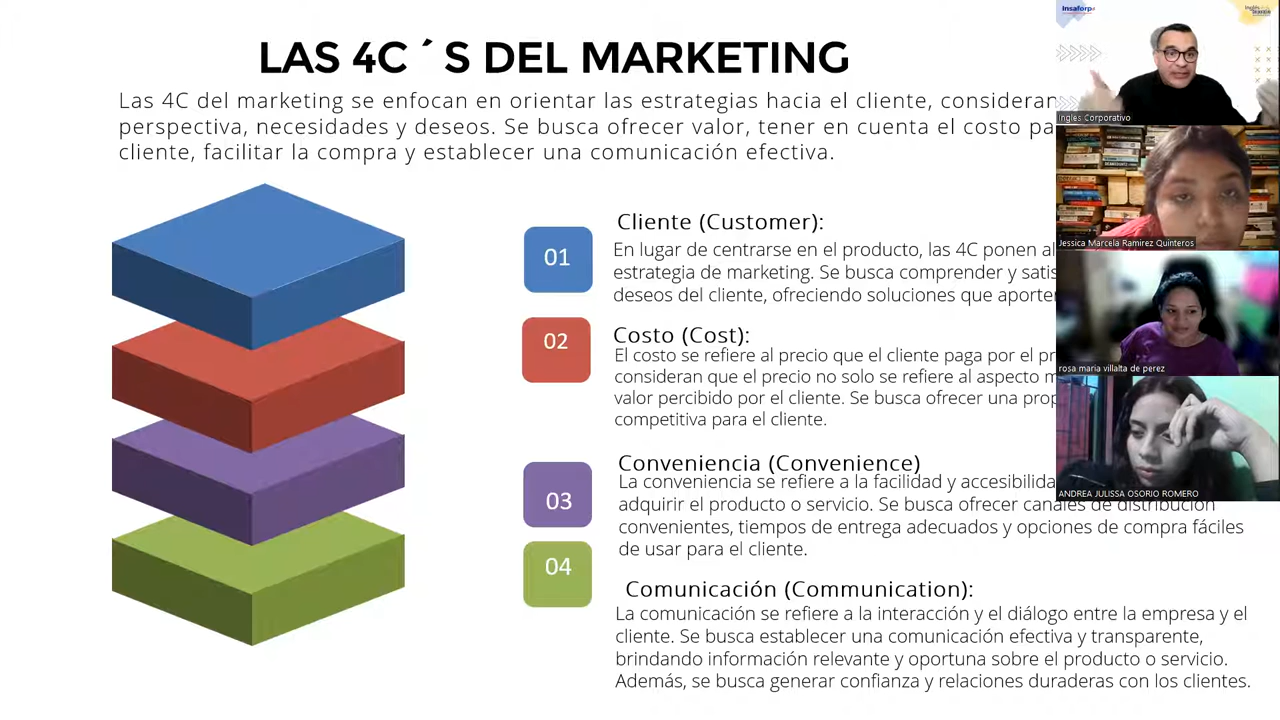 LAS 4C ´ S DEL MARKETING
Las 4C del marketing se enfocan en orientar las estrategias hacia el cliente, consideran
perspectiva, necesidades y deseos. Se busca ofrecer valor, tener en cuenta el costo pa
cliente, facilitar la compra y establecer una comunicación efectiva.
01
Cliente (Customer):
En lugar de centrarse en el producto, las 4C ponen al
estrategia de marketing. Se busca comprender y satis
deseos del cliente, ofreciendo soluciones que aporte
02
Costo (Cost):
El costo se refiere al precio que el cliente paga por el pr
consideran que el precio no solo se refiere al aspecto m
valor percibido por el cliente. Se busca ofrecer una prop
competitiva para el cliente.
03
Conveniencia (Convenience)
La conveniencia se refiere a la facilidad y accesibilida
adquirir el producto o servicio. Se busca ofrecer canales de distribución
convenientes, tiempos de entrega adecuados y opciones de compra fáciles
de usar para el cliente.
04
Comunicación (Communication):
La comunicación se refiere a la interacción y el diálogo entre la empresa y el
cliente. Se busca establecer una comunicación efectiva y transparente,
brindando información relevante y oportuna sobre el producto o servicio.
Además, se busca generar confianza y relaciones duraderas con los clientes.
insaforp
Ingles Corporativo
Jessica Marcela Ramirez Quinteros
rosa maria villalta de perez
ANDREA JULISSA OSORIO ROMERO